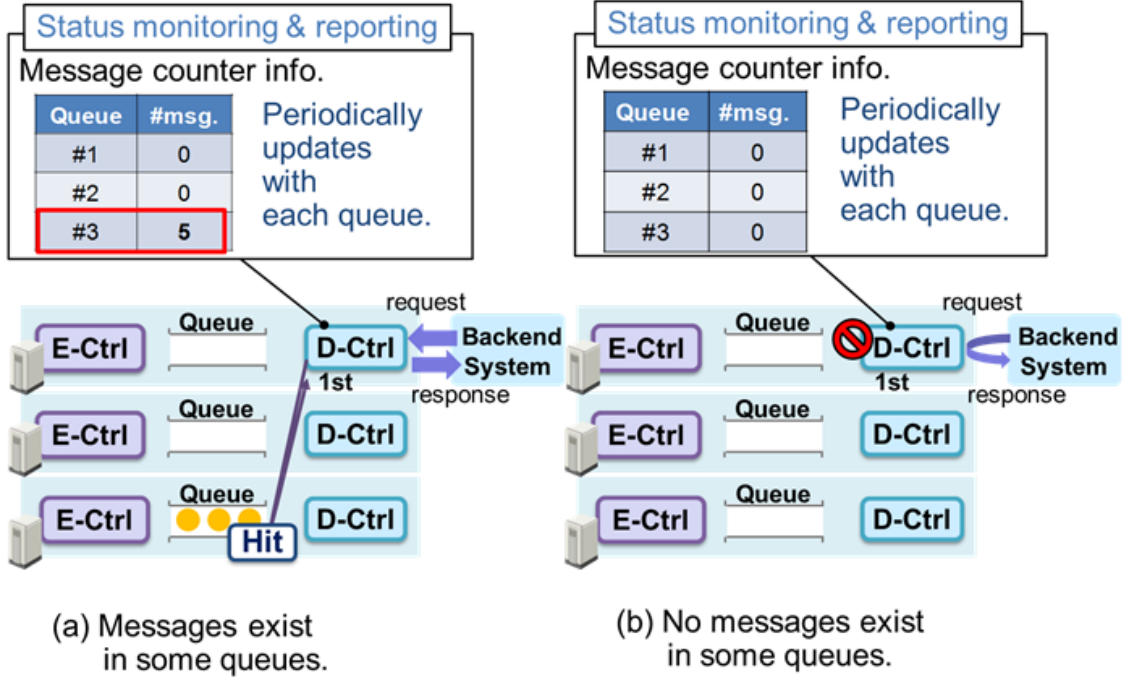 Status monitoring & reporting
Message counter info.
Queue #msg.
#1 0
#2 0
#3 5
Periodically
updates
with
each queue.
request
Queue
E-Ctrl
D-Ctrl
Backend
System
1st
response
Queue
E-Ctrl
D-Ctrl
Queue
E-Ctrl
D-Ctrl
Hit
(a) Messages exist
in some queues.
Status monitoring & reporting
Message counter info.
Queue #msg.
#1 0
#2 0
#3 0
Periodically
updates
with
each queue.
request
Queue
E-Ctrl
D-Ctrl
Backend
System
1st
response
Queue
E-Ctrl
D-Ctrl
Queue
E-Ctrl
D-Ctrl
(b) No messages exist
in some queues.